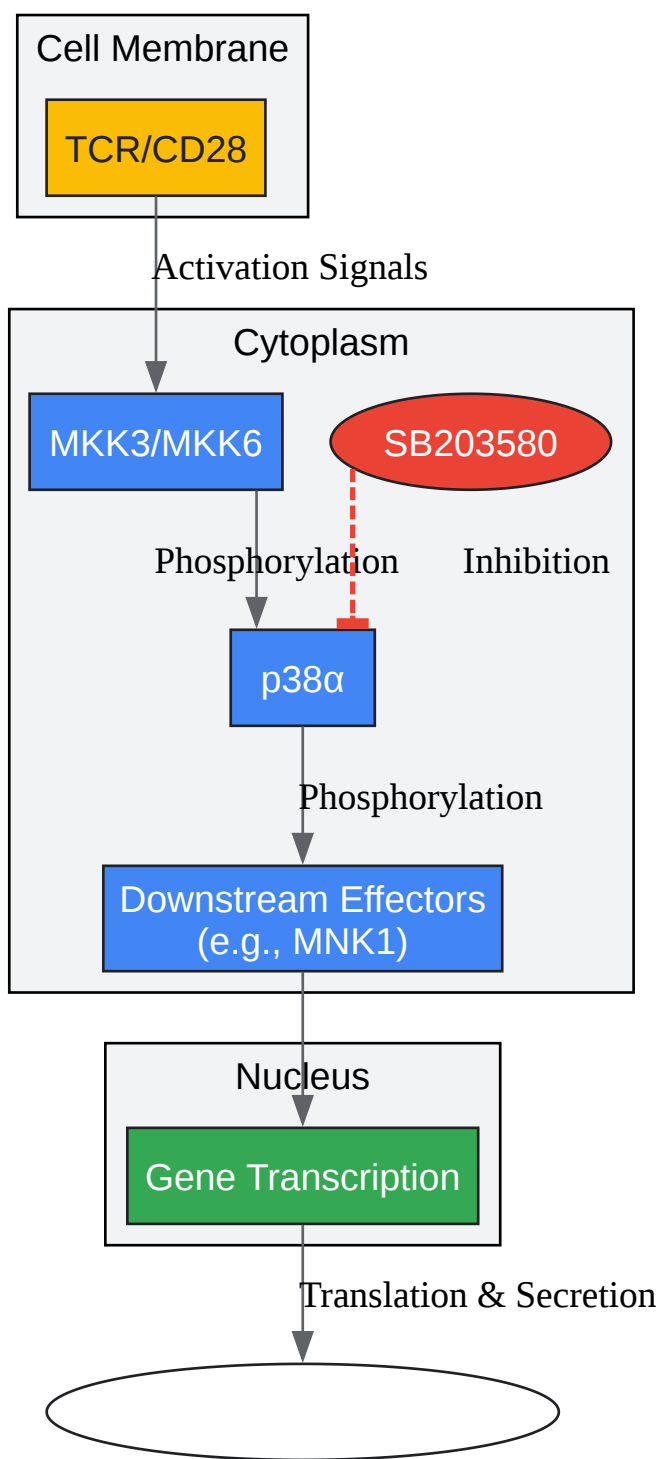 Cell Membrane
TCR/CD28
Activation Signals
Cytoplasm
MKK3/MKK6
SB203580
Phosphorylation
Inhibition
p38α
Phosphorylation
Downstream Effectors
(e.g., MNK1)
Nucleus
Gene Transcription
Translation & Secretion